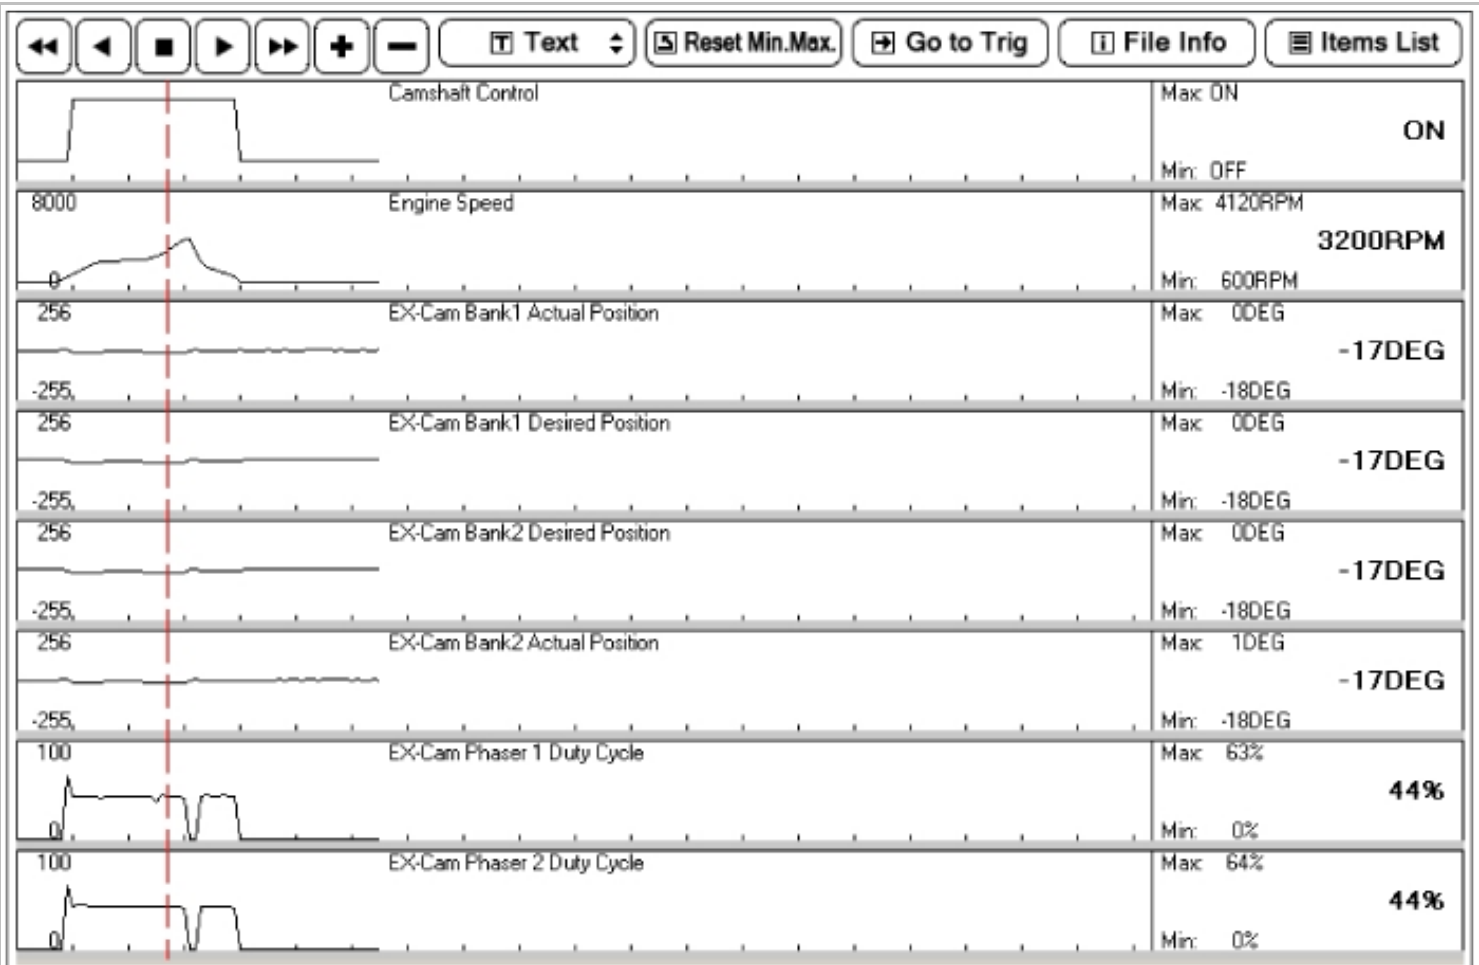 Text
Reset Min.Max.
Go to Trig
File Info
Items List
Camshaft Control
Max: ON
ON
Min: OFF
8000
Engine Speed
Max: 4120RPM
3200RPM
0
Min: 600RPM
256
EX-Cam Bank1 Actual Position
Max: 0DEG
-17DEG
-255
Min: -18DEG
256
EX-Cam Bank1 Desired Position
Max: 0DEG
-17DEG
-255
Min: -18DEG
256
EX-Cam Bank2 Desired Position
Max: 0DEG
-17DEG
-255
Min: -18DEG
256
EX-Cam Bank2 Actual Position
Max: 1DEG
-17DEG
-255
Min: -18DEG
100
EX-Cam Phaser 1 Duty Cycle
Max: 63%
44%
0
Min: 0%
100
EX-Cam Phaser 2 Duty Cycle
Max: 64%
44%
0
Min: 0%